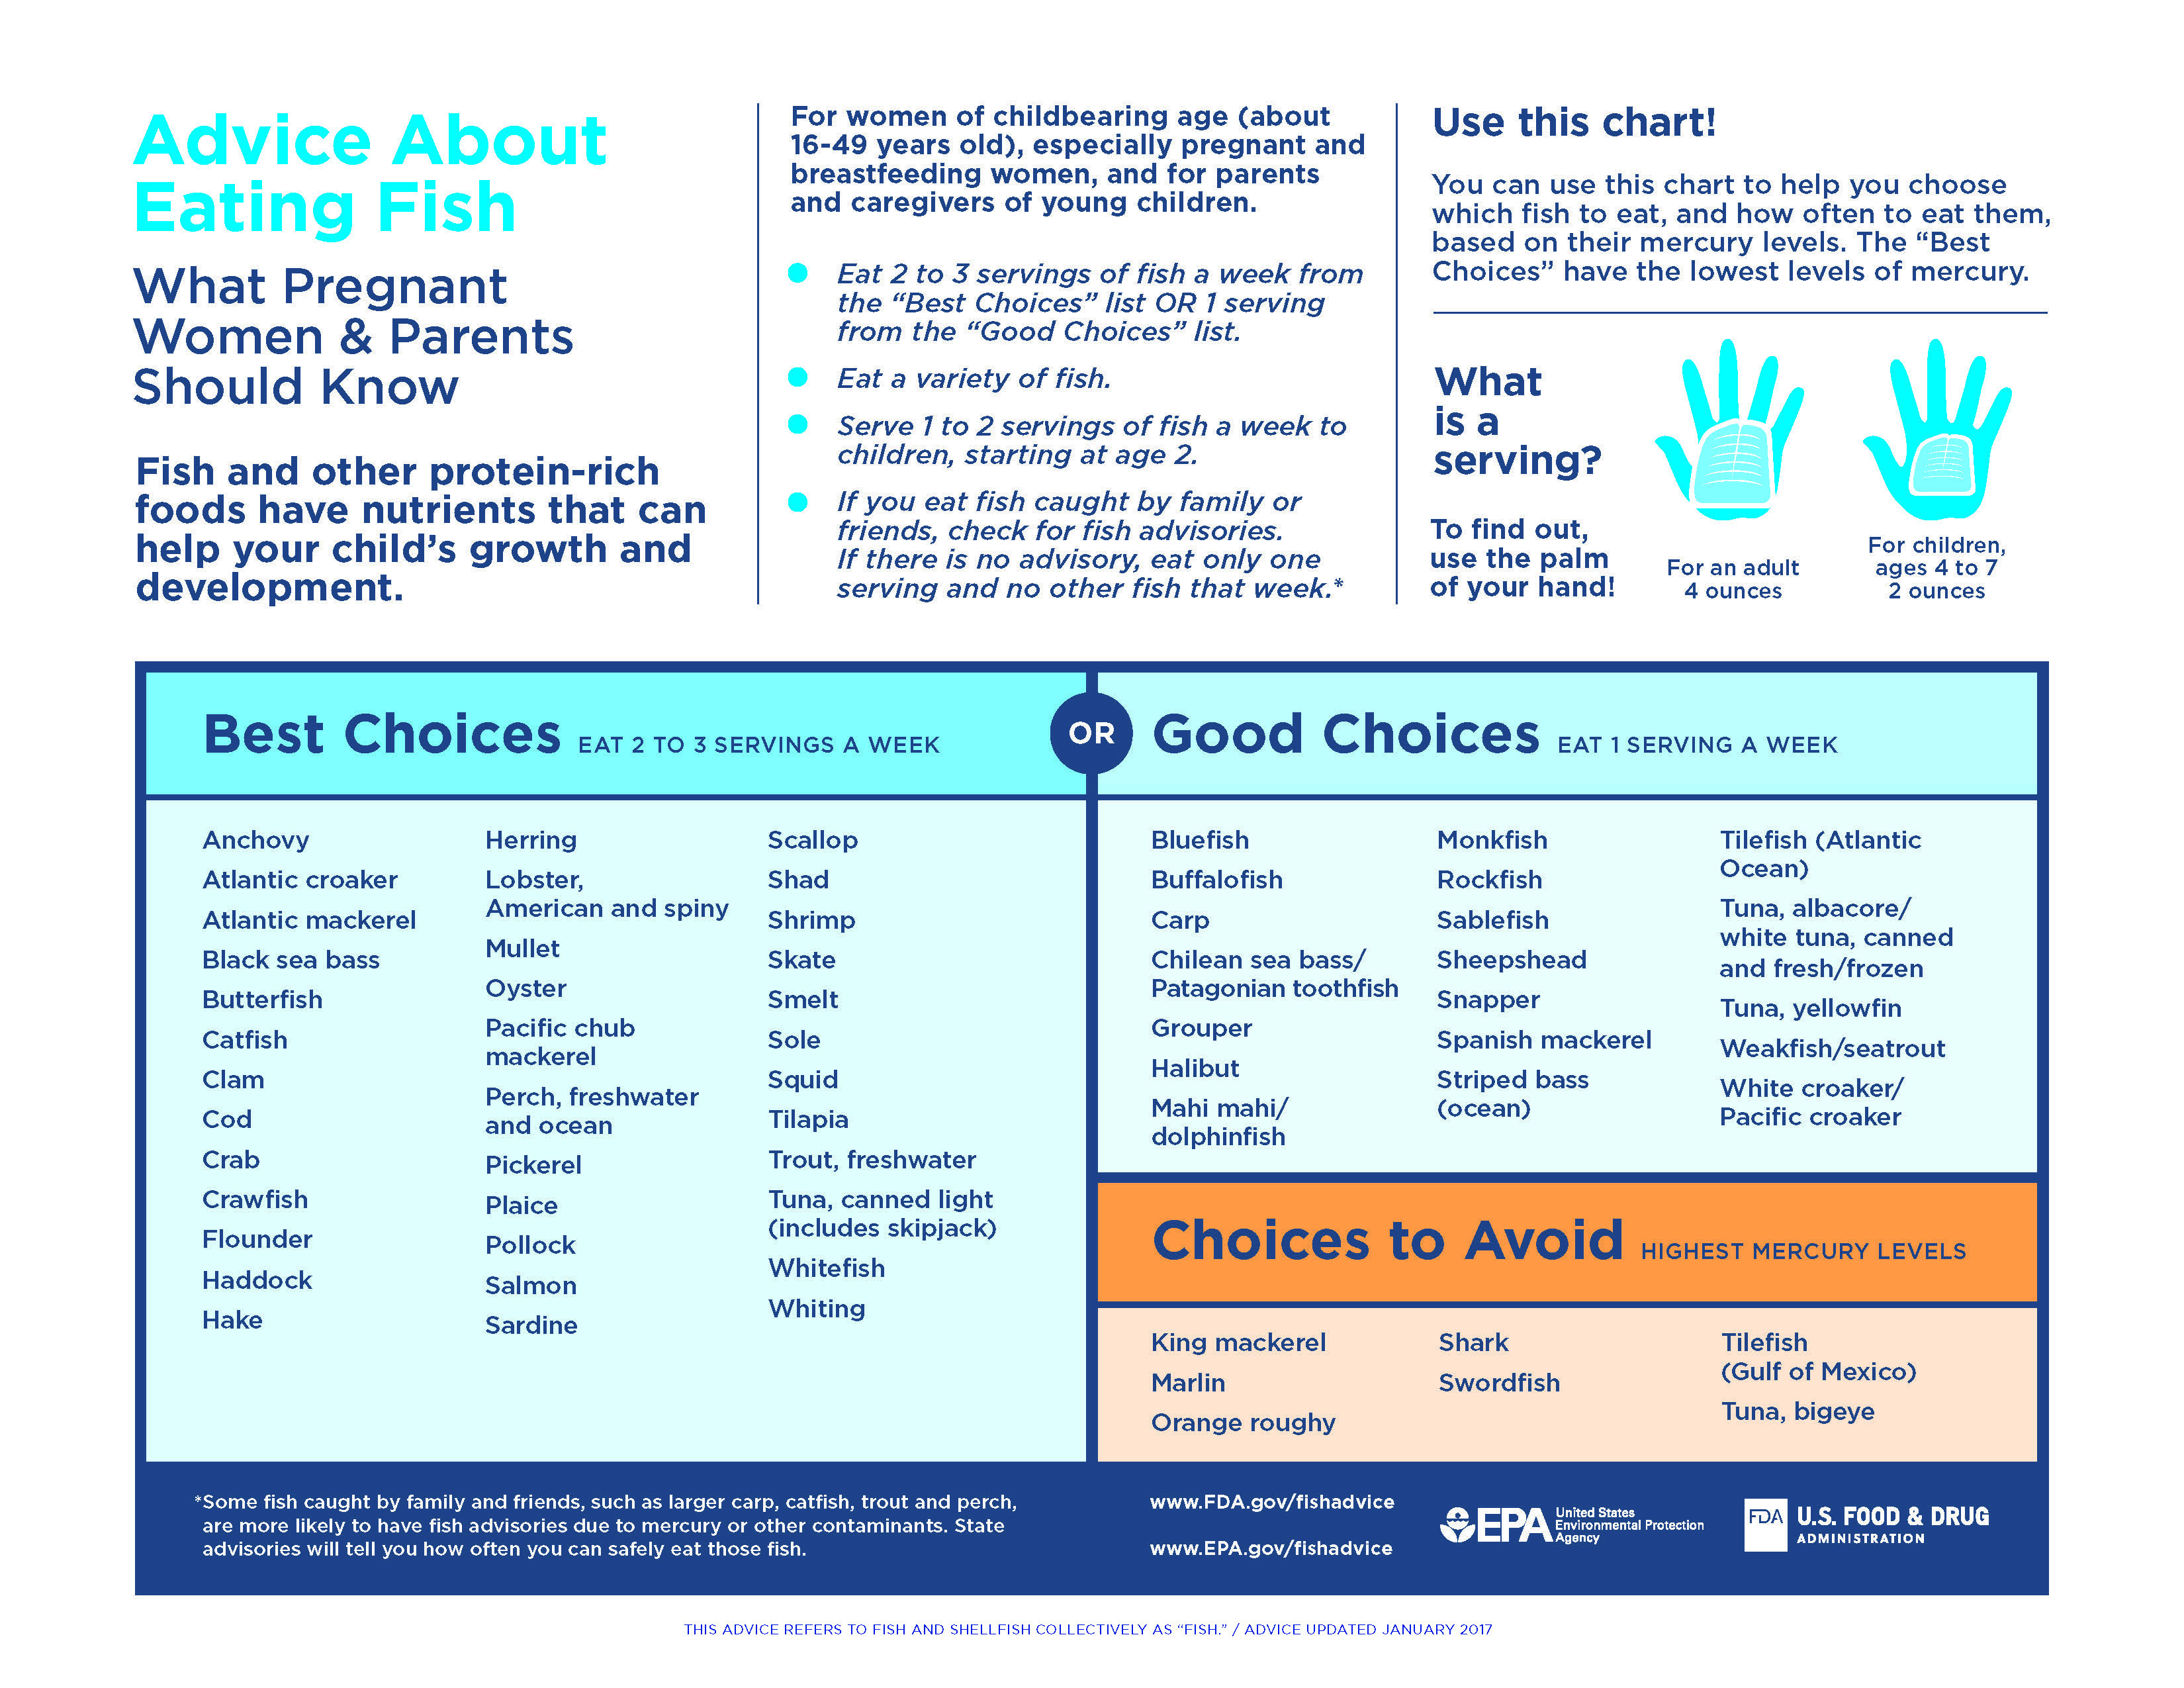 Advice About
Eating Fish
What Pregnant
Women & Parents
Should Know
Fish and other protein-rich
foods have nutrients that can
help your child’s growth and
development.
For women of childbearing age (about
16-49 years old), especially pregnant and
breastfeeding women, and for parents
and caregivers of young children.
Eat 2 to 3 servings of fish a week from
the “Best Choices” list OR 1 serving
from the “Good Choices” list.
Eat a variety of fish.
Serve 1 to 2 servings of fish a week to
children, starting at age 2.
If you eat fish caught by family or
friends, check for fish advisories.
If there is no advisory, eat only one
serving and no other fish that week.*
Use this chart!
You can use this chart to help you choose
which fish to eat, and how often to eat them,
based on their mercury levels. The “Best
Choices” have the lowest levels of mercury.
What
is a
serving?
To find out,
use the palm
of your hand!
For an adult
4 ounces
For children,
ages 4 to 7
2 ounces
Best Choices EAT 2 TO 3 SERVINGS A WEEK
Anchovy
Atlantic croaker
Atlantic mackerel
Black sea bass
Butterfish
Catfish
Clam
Cod
Crab
Crawfish
Flounder
Haddock
Hake
Herring
Lobster,
American and spiny
Mullet
Oyster
Pacific chub
mackerel
Perch, freshwater
and ocean
Pickerel
Plaice
Pollock
Salmon
Sardine
Scallop
Shad
Shrimp
Skate
Smelt
Sole
Squid
Tilapia
Trout, freshwater
Tuna, canned light
(includes skipjack)
Whitefish
Whiting
OR
Good Choices EAT 1 SERVING A WEEK
Bluefish
Buffalofish
Carp
Chilean sea bass/
Patagonian toothfish
Grouper
Halibut
Mahi mahi/
dolphinfish
Monkfish
Rockfish
Sablefish
Sheepshead
Snapper
Spanish mackerel
Striped bass
(ocean)
Tilefish (Atlantic
Ocean)
Tuna, albacore/
white tuna, canned
and fresh/frozen
Tuna, yellowfin
Weakfish/seatrout
White croaker/
Pacific croaker
Choices to Avoid HIGHEST MERCURY LEVELS
King mackerel
Marlin
Orange roughy
Shark
Swordfish
Tilefish
(Gulf of Mexico)
Tuna, bigeye
*Some fish caught by family and friends, such as larger carp, catfish, trout and perch,
are more likely to have fish advisories due to mercury or other contaminants. State
advisories will tell you how often you can safely eat those fish.
www.FDA.gov/fishadvice
www.EPA.gov/fishadvice
EPA United States
Environmental Protection
Agency
FDA U.S. FOOD & DRUG
ADMINISTRATION
THIS ADVICE REFERS TO FISH AND SHELLFISH COLLECTIVELY AS “FISH.” / ADVICE UPDATED JANUARY 2017